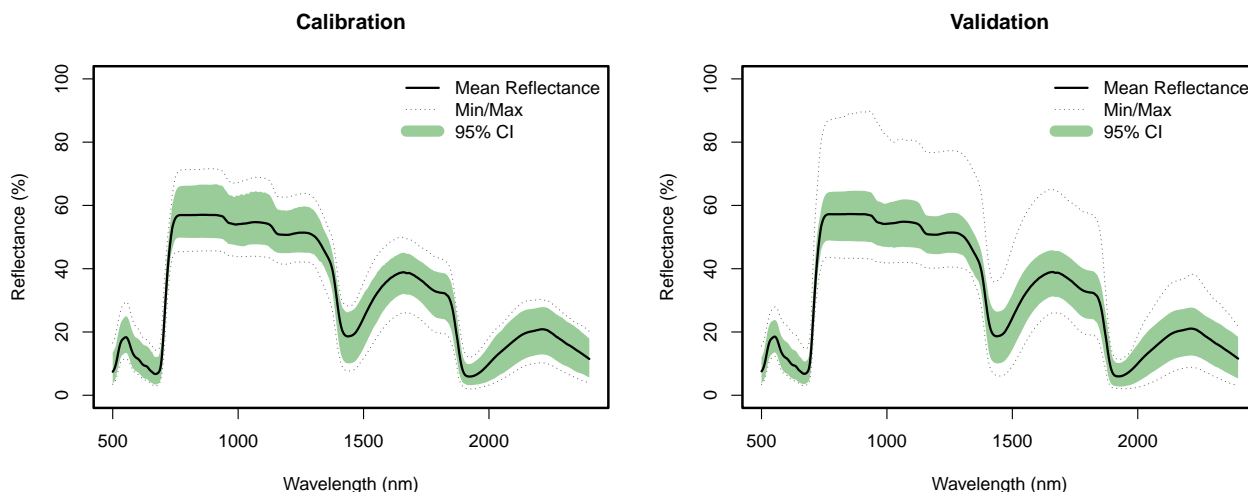 Calibration
Reflectance (%)
100
80
60
40
20
0
Mean Reflectance
Min/Max
95% CI
500
1000
1500
2000
Wavelength (nm)
Validation
Reflectance (%)
100
80
60
40
20
0
Mean Reflectance
Min/Max
95% CI
500
1000
1500
2000
Wavelength (nm)